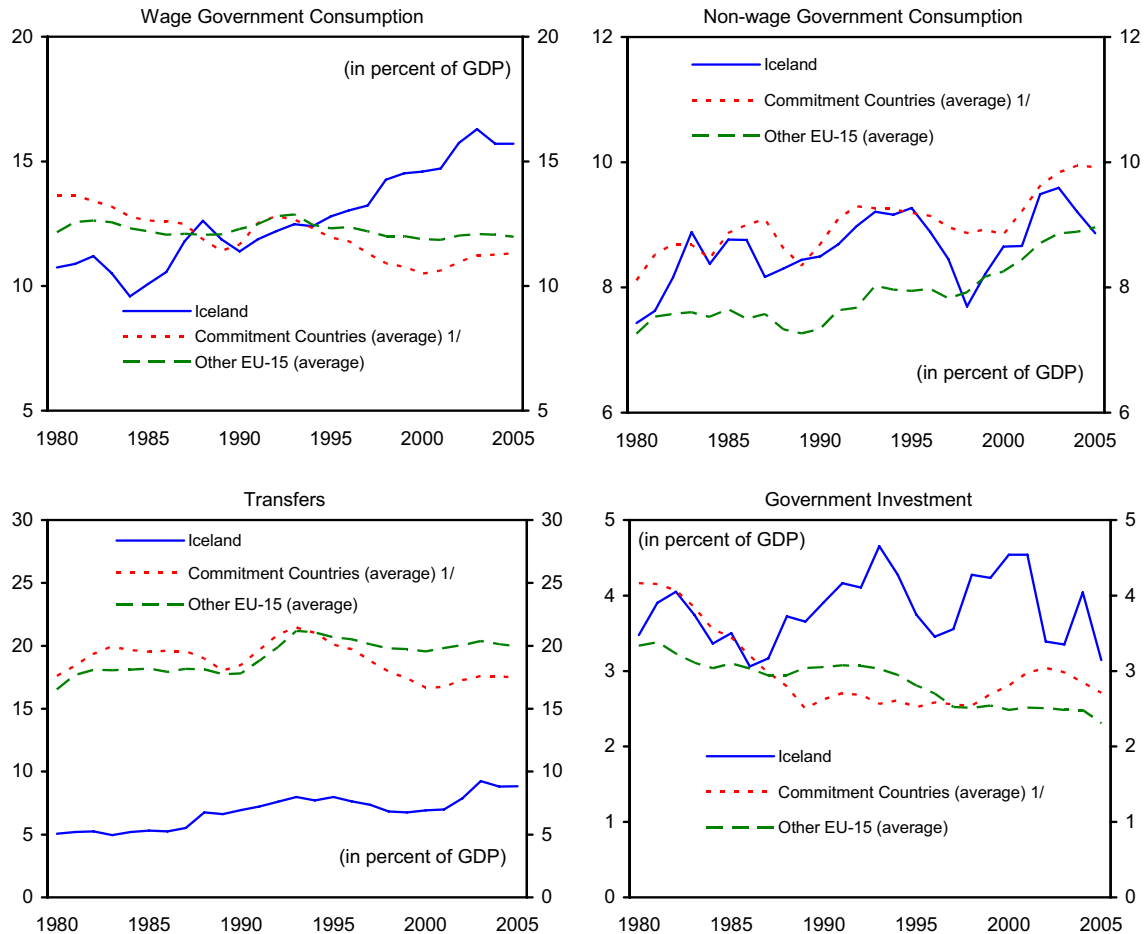 Wage Government Consumption
20
20
(in percent of GDP)
15
15
10
10
Iceland
Commitment Countries (average) 1/
Other EU-15 (average)
5
5
1980 1985 1990 1995 2000 2005
Non-wage Government Consumption
12
12
Iceland
Commitment Countries (average) 1/
Other EU-15 (average)
10
10
8
8
(in percent of GDP)
6
6
1980 1985 1990 1995 2000 2005
Transfers
30
30
Iceland
Commitment Countries (average) 1/
Other EU-15 (average)
25
25
20
20
15
15
10
10
5
5
(in percent of GDP)
0
0
1980 1985 1990 1995 2000 2005
Government Investment
5
5
(in percent of GDP)
4
4
3
3
2
2
Iceland
Commitment Countries (average) 1/
Other EU-15 (average)
1
1
0
0
1980 1985 1990 1995 2000 2005